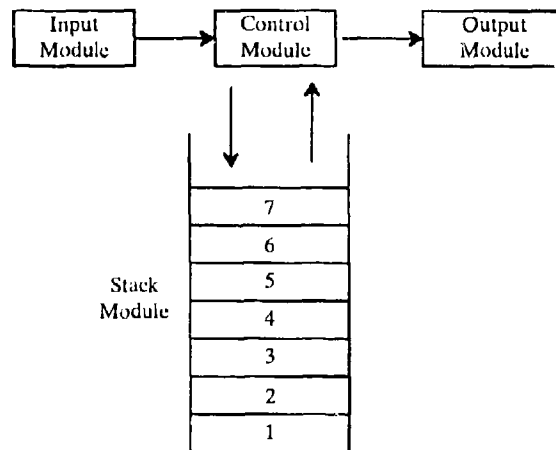 Input
Module
Control
Module
Output
Module
7
6
5
4
3
2
1
Stack
Module